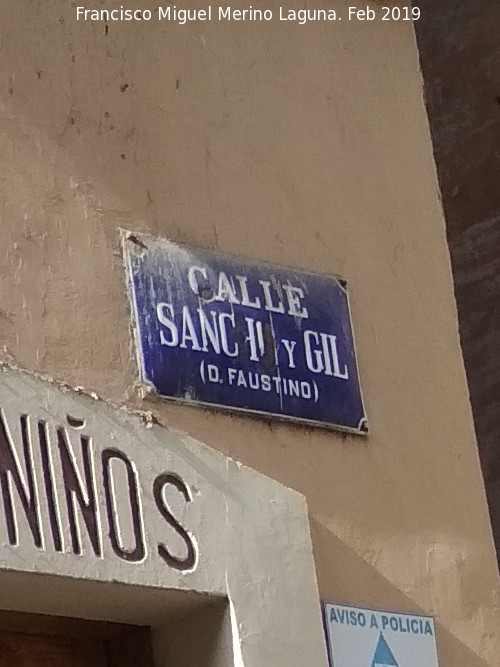 Francisco Miguel Merino Laguna. Feb 2019
CALLE
Y GIL
(D. FAUSTINO)
NIÑOS
AVISO A POLICIA